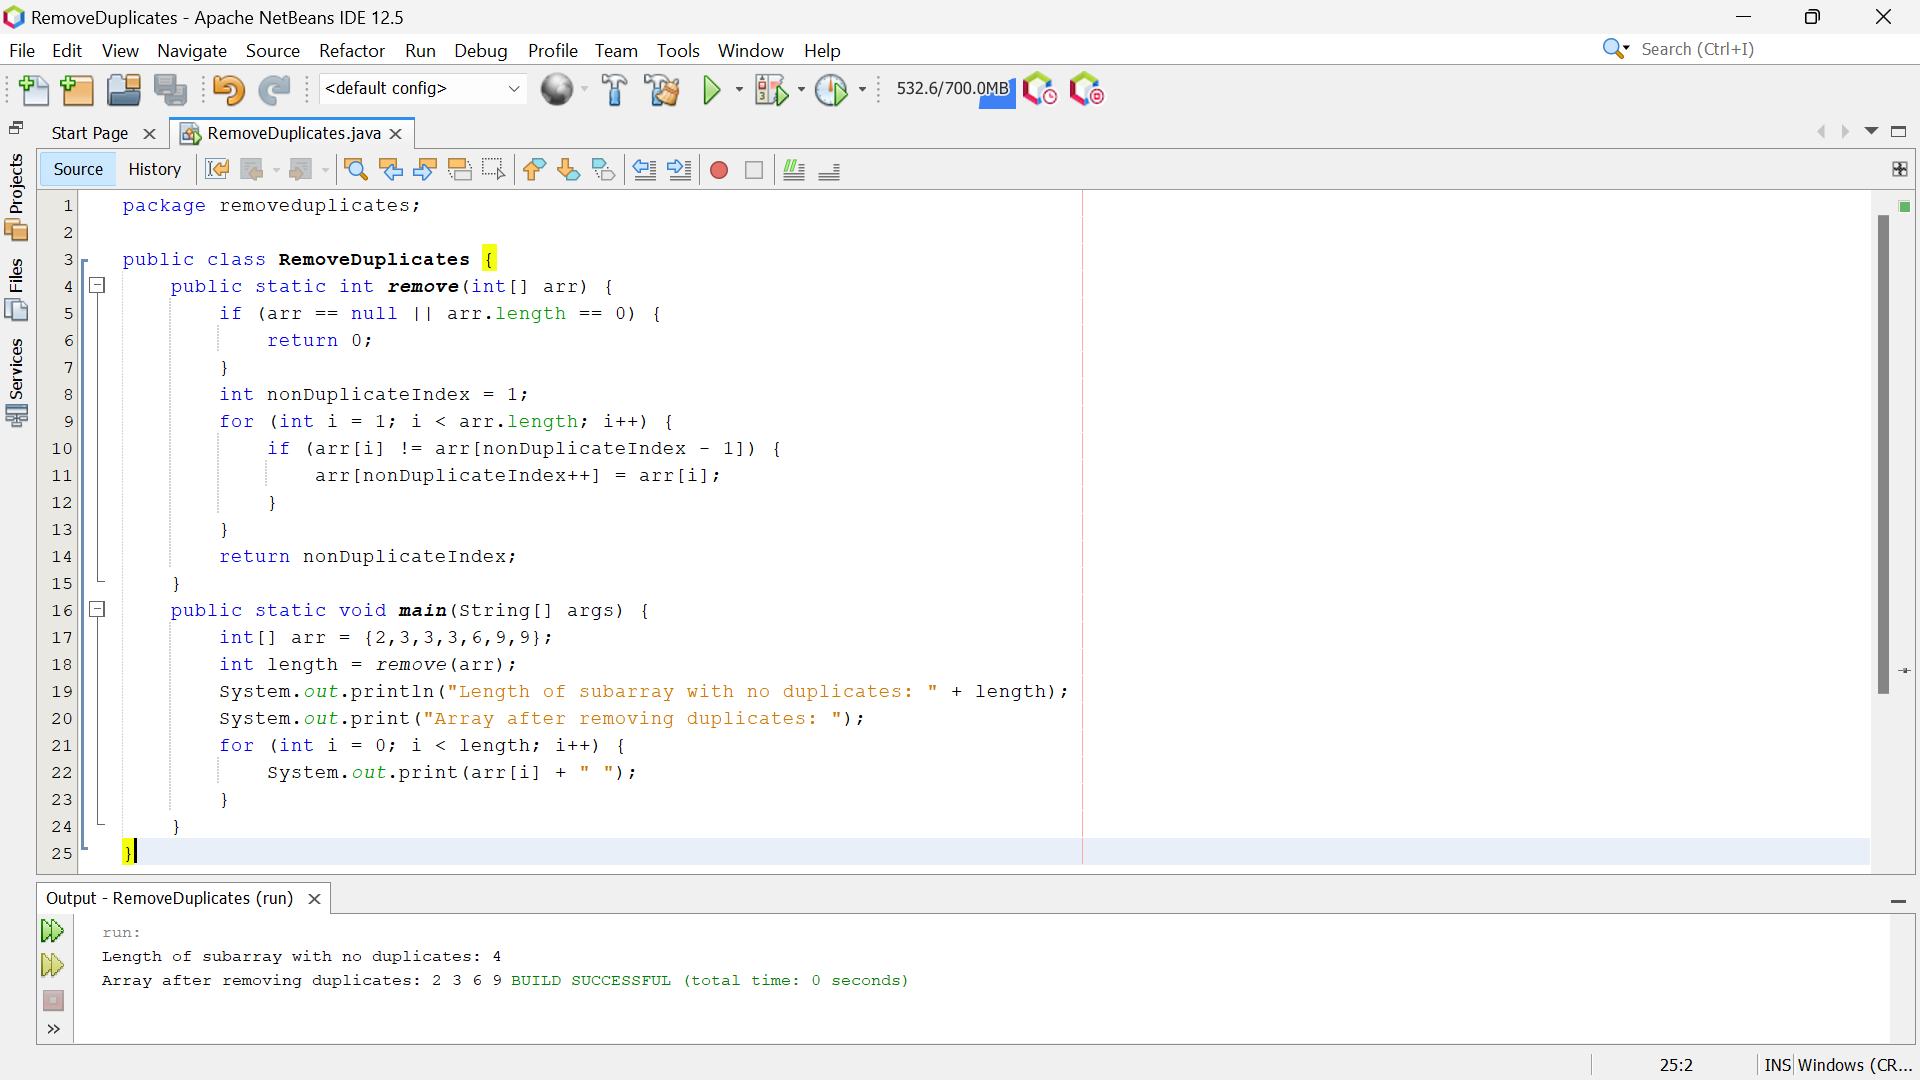 RemoveDuplicates - Apache NetBeans IDE 12.5
File Edit View Navigate Source Refactor Run Debug Profile Team Tools Window Help Search (Ctrl+I)
<default config> 532.6/700.0MB
Start Page RemoveDuplicates.java
Source History
Projects
Files
Services
1 package removeduplicates;
2
3 public class RemoveDuplicates {
4     public static int remove(int[] arr) {
5         if (arr == null || arr.length == 0) {
6             return 0;
7         }
8         int nonDuplicateIndex = 1;
9         for (int i = 1; i < arr.length; i++) {
10             if (arr[i] != arr[nonDuplicateIndex - 1]) {
11                 arr[nonDuplicateIndex++] = arr[i];
12             }
13         }
14         return nonDuplicateIndex;
15     }
16     public static void main(String[] args) {
17         int[] arr = {2,3,3,3,6,9,9};
18         int length = remove(arr);
19         System.out.println("Length of subarray with no duplicates: " + length);
20         System.out.print("Array after removing duplicates: ");
21         for (int i = 0; i < length; i++) {
22             System.out.print(arr[i] + " ");
23         }
24     }
25 }
Output - RemoveDuplicates (run)
run:
Length of subarray with no duplicates: 4
Array after removing duplicates: 2 3 6 9 BUILD SUCCESSFUL (total time: 0 seconds)
25:2 INS Windows (CR...